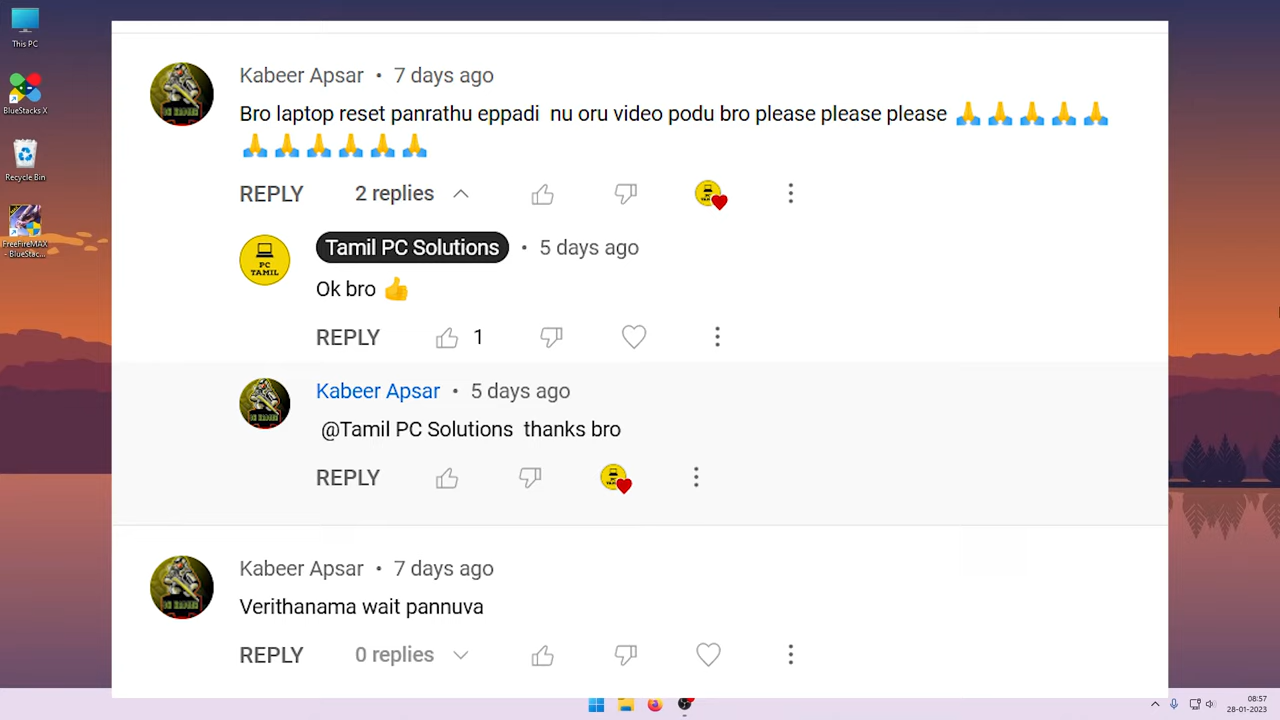 This PC
BlueStacks X
Recycle Bin
FreeFireMAX
- BlueStac...
Kabeer Apsar • 7 days ago
Bro laptop reset panrathu eppadi nu oru video podu bro please please please 🙏🙏🙏🙏🙏
🙏🙏🙏🙏🙏🙏
REPLY 2 replies
PC
TAMIL
Tamil PC Solutions • 5 days ago
Ok bro 👍
REPLY 1
Kabeer Apsar • 5 days ago
@Tamil PC Solutions thanks bro
REPLY
Kabeer Apsar • 7 days ago
Verithanama wait pannuva
REPLY 0 replies
08:57
28-01-2023